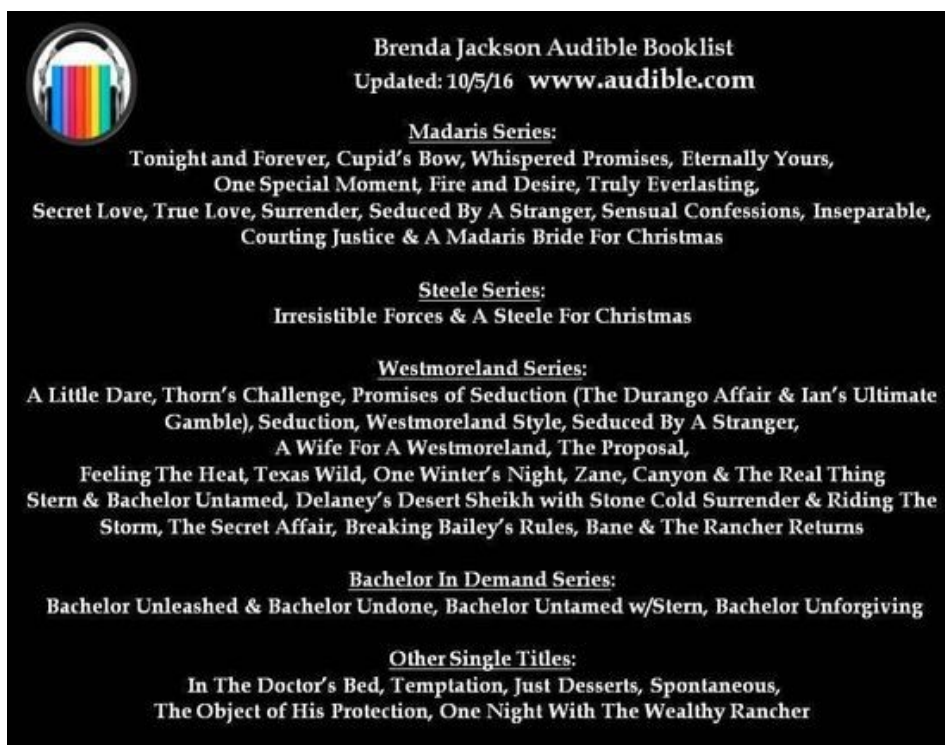 Brenda Jackson Audible Booklist
Updated: 10/5/16 www.audible.com
Madaris Series:
Tonight and Forever, Cupid's Bow, Whispered Promises, Eternally Yours,
One Special Moment, Fire and Desire, Truly Everlasting,
Secret Love, True Love, Surrender, Seduced By A Stranger, Sensual Confessions, Inseparable,
Courting Justice & A Madaris Bride For Christmas
Steele Series:
Irresistible Forces & A Steele For Christmas
Westmoreland Series:
A Little Dare, Thorn's Challenge, Promises of Seduction (The Durango Affair & Ian's Ultimate
Gamble), Seduction, Westmoreland Style, Seduced By A Stranger,
A Wife For A Westmoreland, The Proposal,
Feeling The Heat, Texas Wild, One Winter's Night, Zane, Canyon & The Real Thing
Stern & Bachelor Untamed, Delaney's Desert Sheikh with Stone Cold Surrender & Riding The
Storm, The Secret Affair, Breaking Bailey's Rules, Bane & The Rancher Returns
Bachelor In Demand Series:
Bachelor Unleashed & Bachelor Undone, Bachelor Untamed w/Stern, Bachelor Unforgiving
Other Single Titles:
In The Doctor's Bed, Temptation, Just Desserts, Spontaneous,
The Object of His Protection, One Night With The Wealthy Rancher